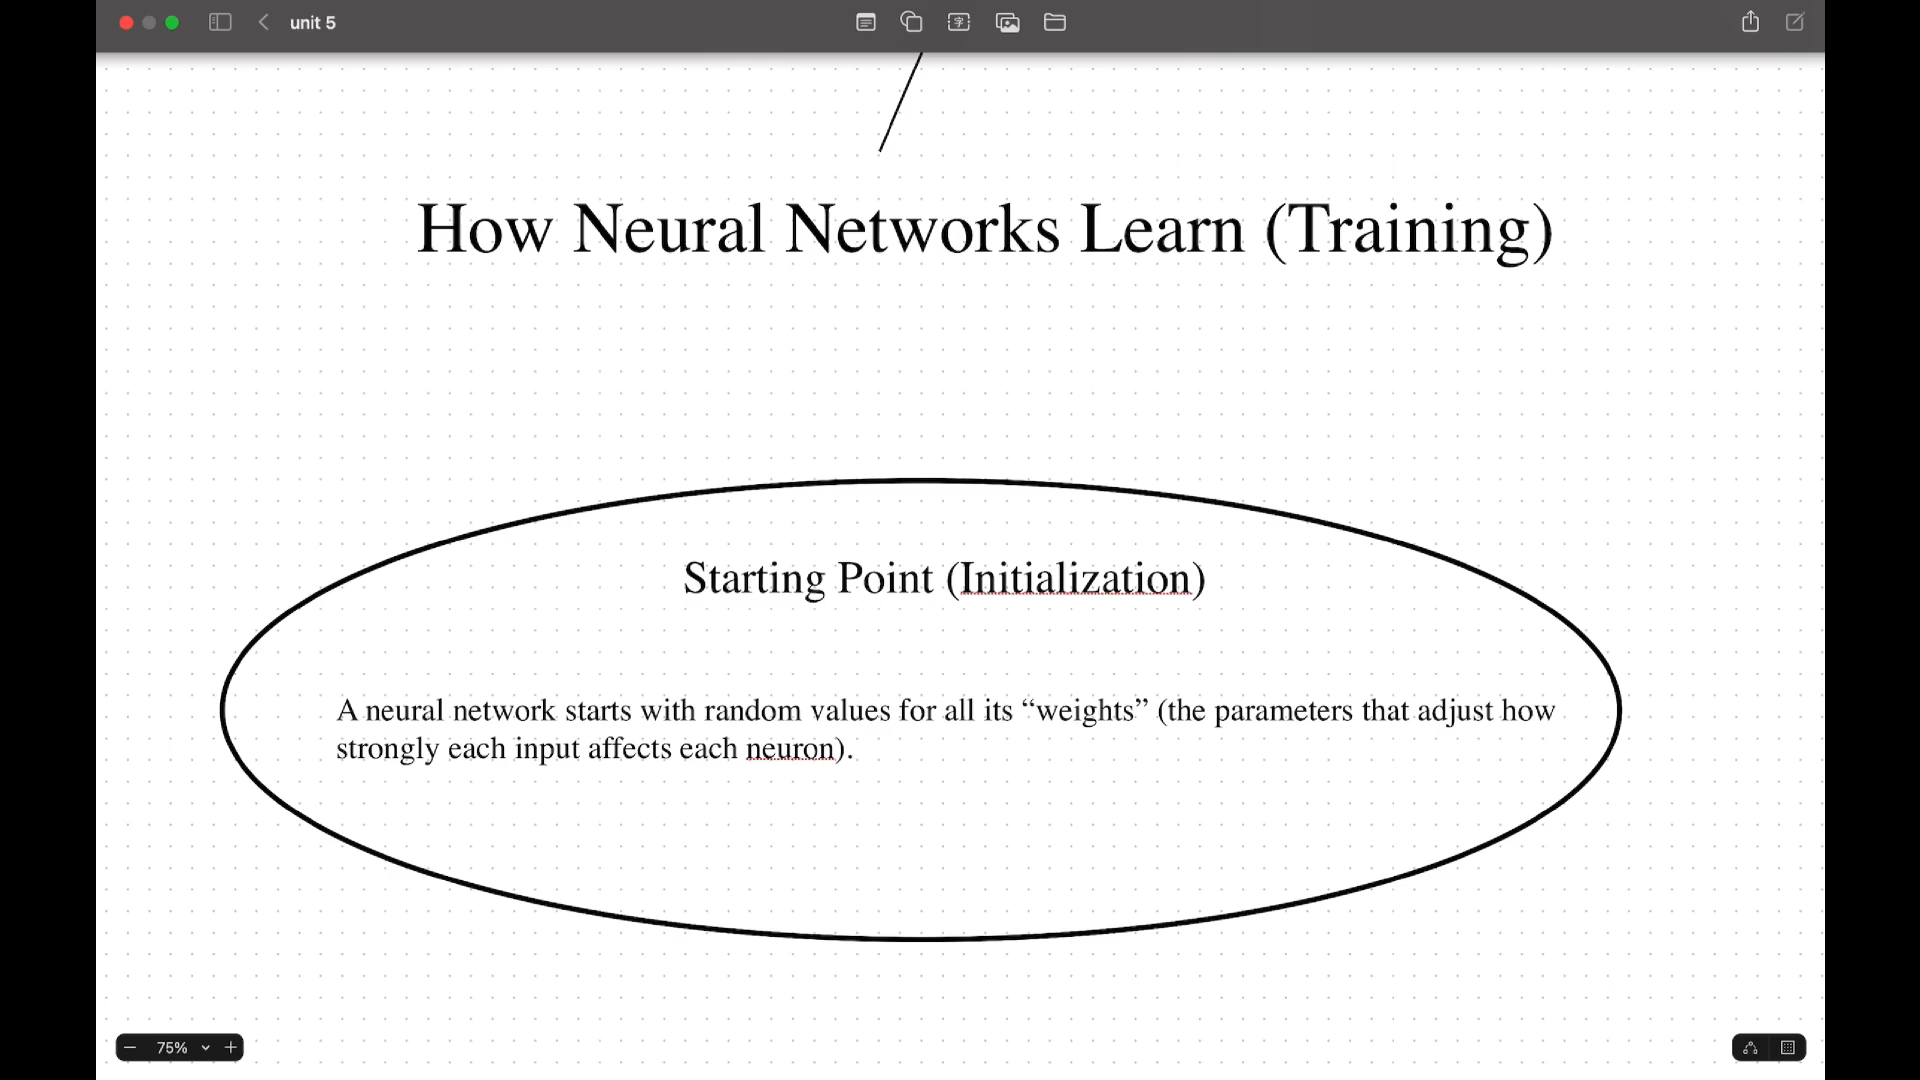 unit 5
How Neural Networks Learn (Training)
Starting Point (Initialization)
A neural network starts with random values for all its “weights” (the parameters that adjust how
strongly each input affects each neuron).
75%